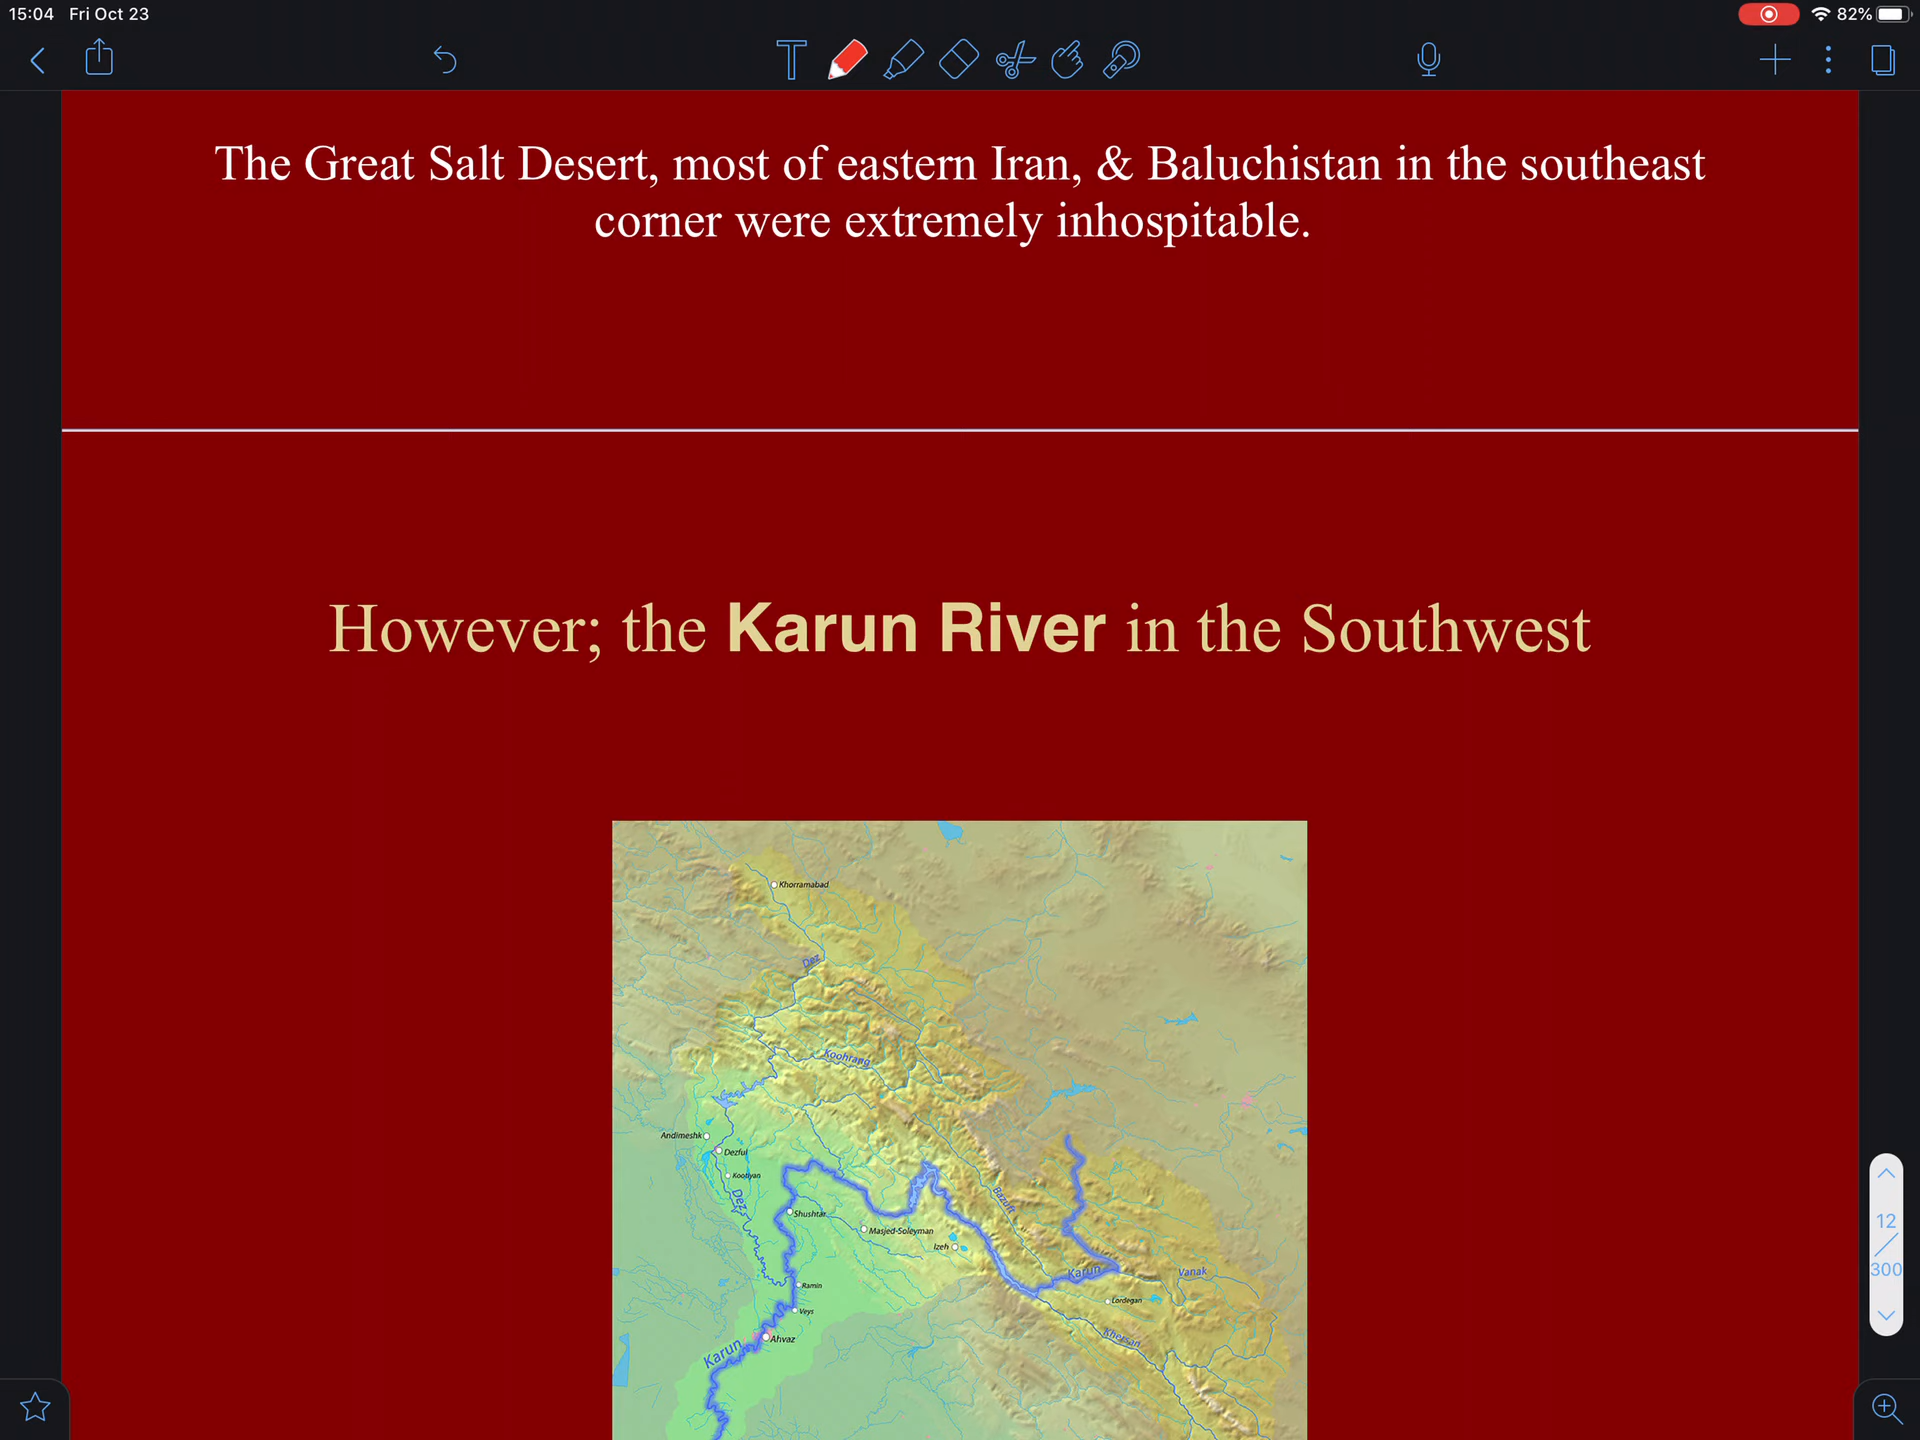 15:04 Fri Oct 23
82%
T
The Great Salt Desert, most of eastern Iran, & Baluchistan in the southeast
corner were extremely inhospitable.
However; the Karun River in the Southwest
Khorramabad
Dez
Koohrang
Andimeshk
Dezful
Kootiyan
Dez
Bazuft
Shushtar
Masjed-Soleyman
Izeh
Karun
Vanak
Ramin
Lordegan
Veys
Khersan
Ahvaz
Karun
12
300